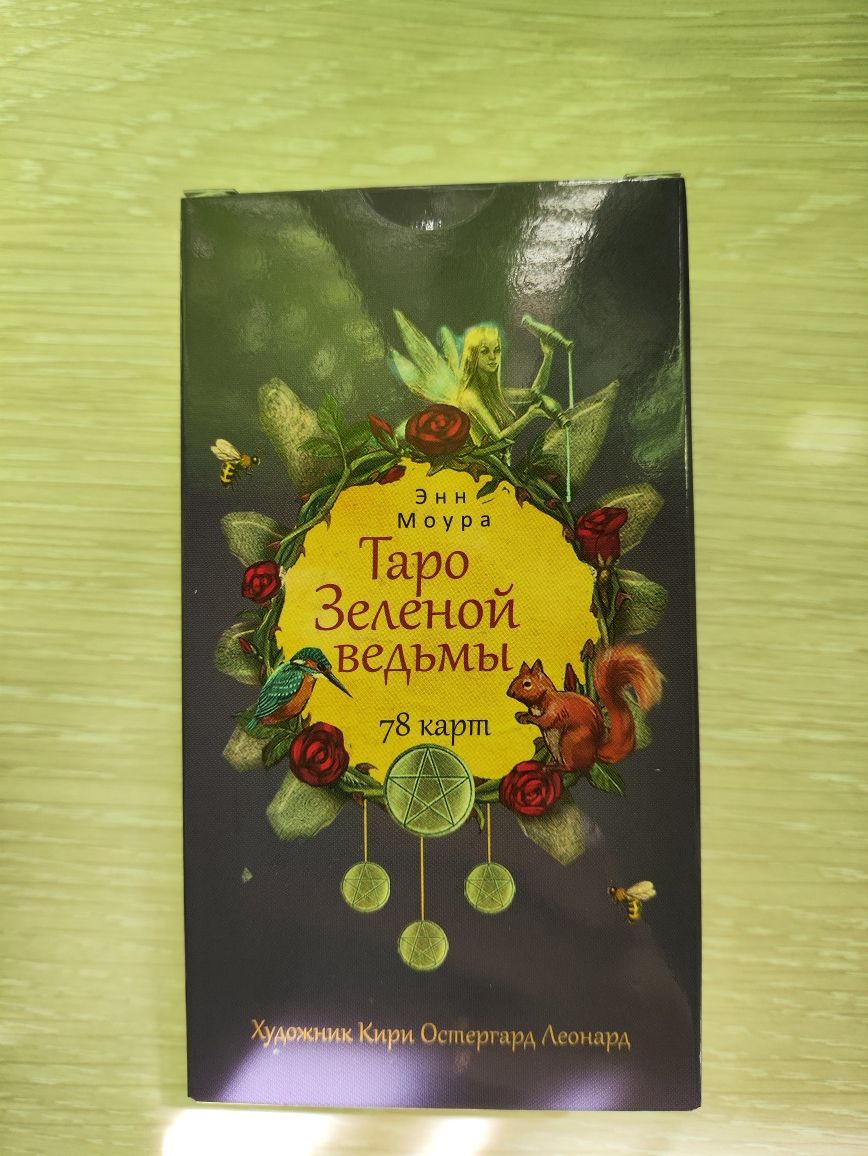 Энн
Моура
Таро
Зеленой
ведьмы
78 карт
Художник Кири Остергард Леонард